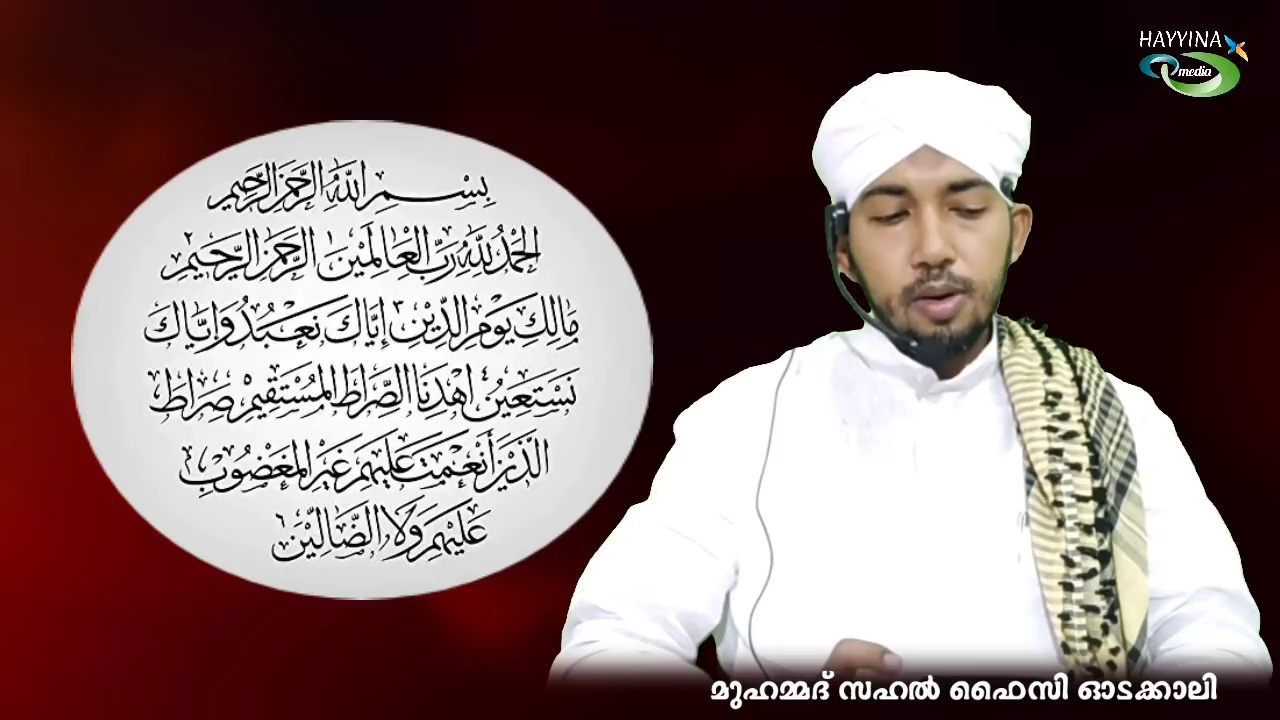 HAYYINA
media
بِسْمِ اللَّهِ الرَّحْمَنِ الرَّحِيمِ
الْحَمْدُ لِلَّهِ رَبِّ الْعَالَمِينَ الرَّحْمَنِ الرَّحِيمِ
مَالِكِ يَوْمِ الدِّينِ إِيَّاكَ نَعْبُدُ وَإِيَّاكَ
نَسْتَعِينُ اهْدِنَا الصِّرَاطَ الْمُسْتَقِيمَ صِرَاطَ
الَّذِينَ أَنْعَمْتَ عَلَيْهِمْ غَيْرِ الْمَغْضُوبِ
عَلَيْهِمْ وَلَا الضَّالِّينَ
മുഹമ്മദ് സഹൽ ഫൈസി ഓടക്കാലി